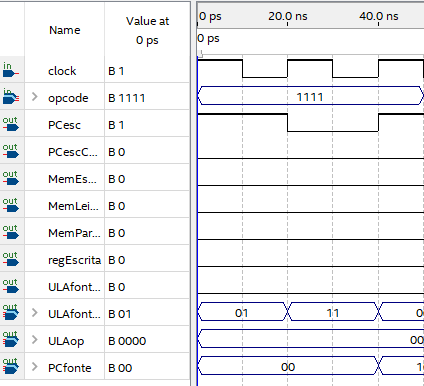 Name Value at 0 ps 0 ps 20.0 ns 40.0 ns
0 ps
in clock B 1
in opcode B 1111 1111
out PCesc B 1
out PCescC... B 0
out MemEs... B 0
out MemLei... B 0
out MemPar... B 0
out regEscrita B 0
out ULAfont... B 0
out ULAfont... B 01 01 11
out ULAop B 0000 00
out PCfonte B 00 00